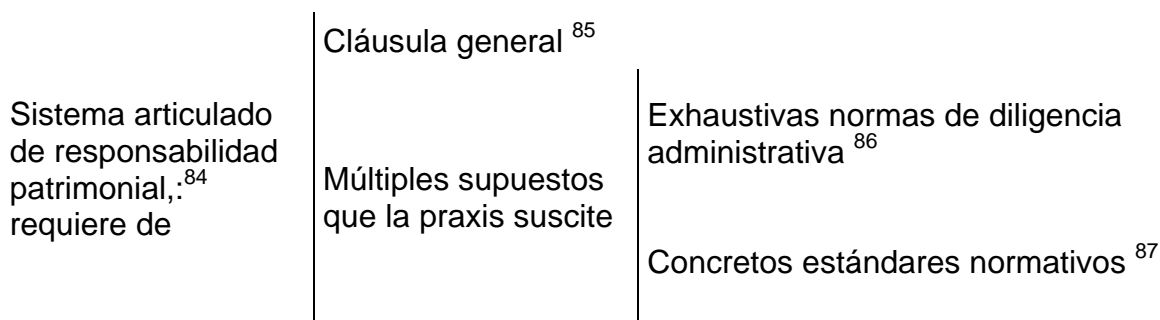 Sistema articulado
de responsabilidad
patrimonial,:84
requiere de
Cláusula general 85
Múltiples supuestos
que la praxis suscite
Exhaustivas normas de diligencia
administrativa 86
Concretos estándares normativos 87